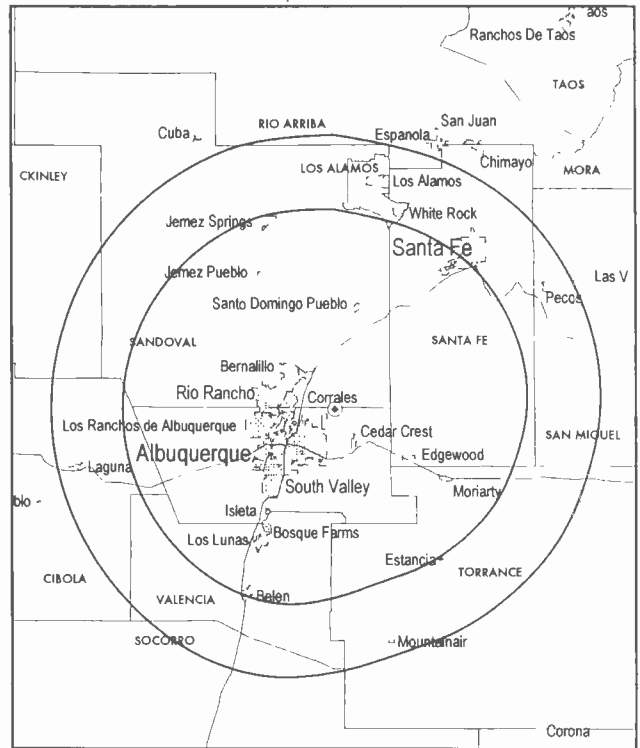 aos
Ranchos De Taos
TAOS
RIO ARRIBA
San Juan
Espanola
Cuba
Chimayo
MORA
LOS ALAMOS
CKINLEY
Los Alamos
White Rock
Jemez Springs
Santa Fe
Jemez Pueblo
Las V
Pecos
Santo Domingo Pueblo
SANDOVAL
SANTA FE
Bernalillo
Rio Rancho
Corrales
Los Ranchos de Albuquerque
Cedar Crest
SAN MIGUEL
Albuquerque
Edgewood
Laguna
South Valley
Moriarty
blo
Isleta
Bosque Farms
Los Lunas
Estancia
CIBOLA
TORRANCE
VALENCIA
Belen
SOCORRO
Mountainair
Corona